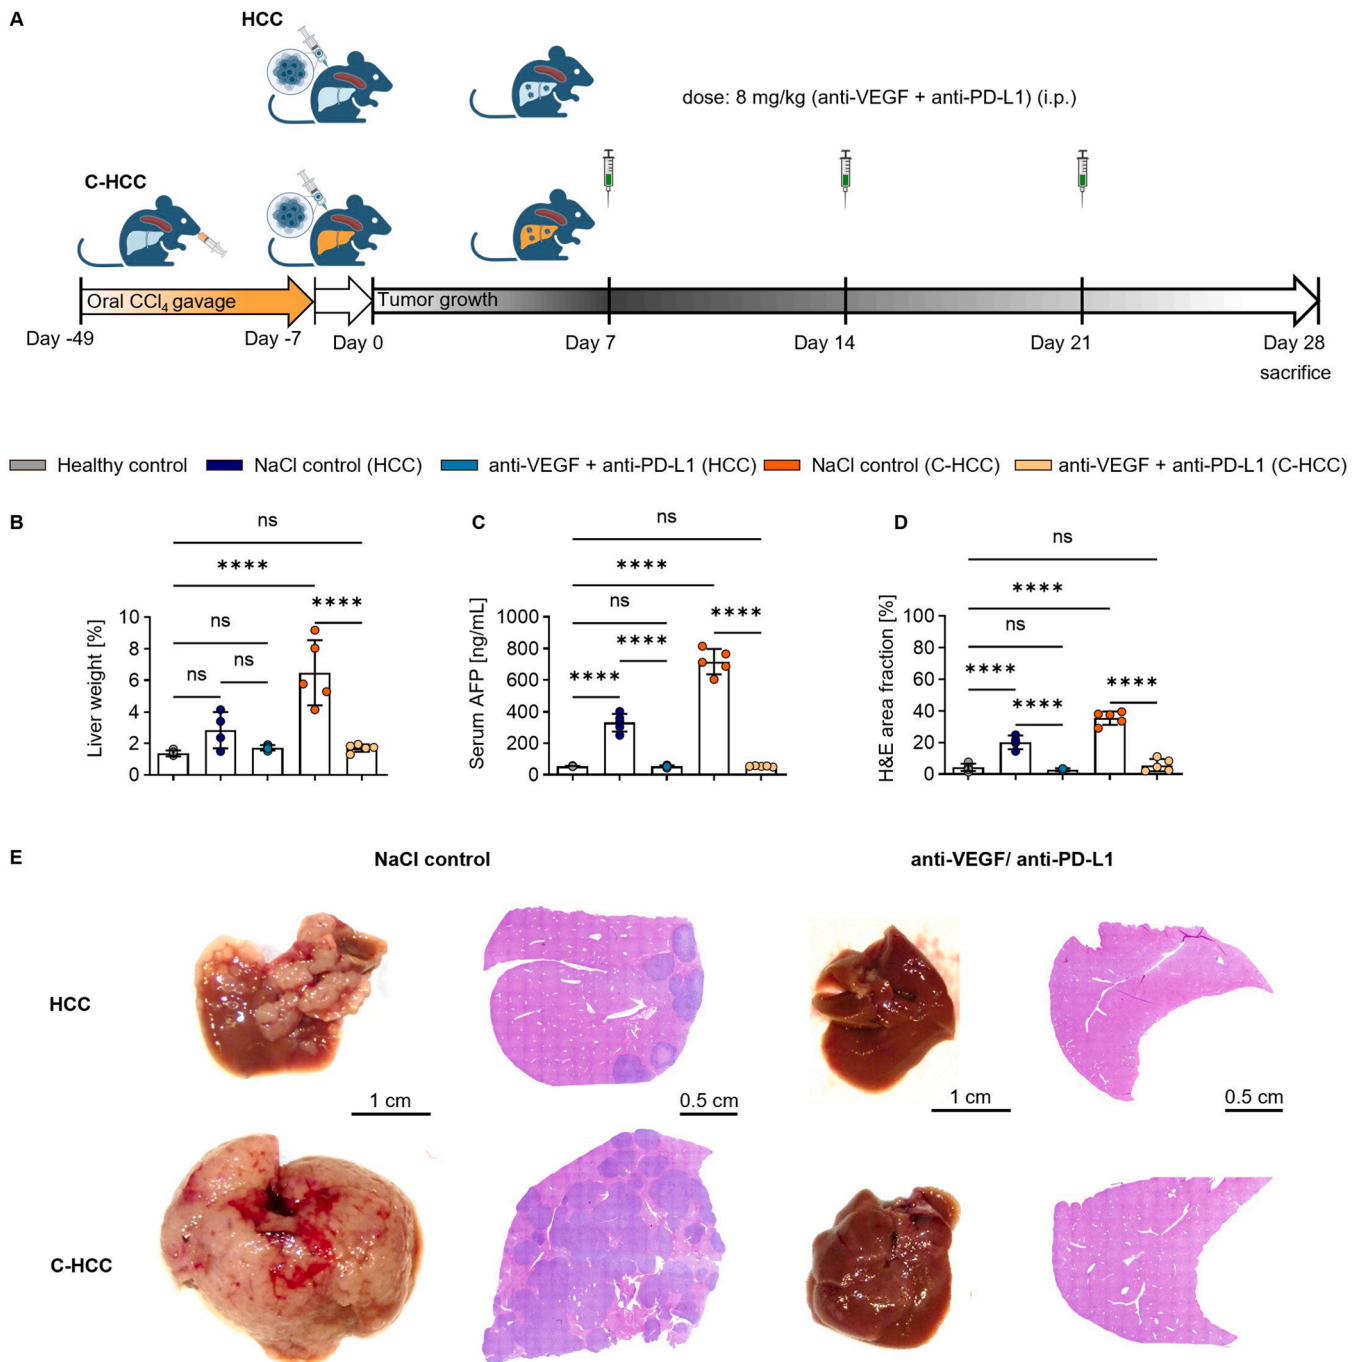 A
HCC
dose: 8 mg/kg (anti-VEGF + anti-PD-L1) (i.p.)
C-HCC
Oral CCl₄ gavage
Tumor growth
Day -49
Day -7
Day 0
Day 7
Day 14
Day 21
Day 28
sacrifice
Healthy control
NaCl control (HCC)
anti-VEGF + anti-PD-L1 (HCC)
NaCl control (C-HCC)
anti-VEGF + anti-PD-L1 (C-HCC)
B
ns
****
****
ns
ns
ns
Liver weight [%]
10
8
6
4
2
0
C
ns
****
ns
****
****
****
Serum AFP [ng/mL]
1000
800
600
400
200
0
D
ns
****
ns
****
****
****
H&E area fraction [%]
100
80
60
40
20
0
E
NaCl control
anti-VEGF/ anti-PD-L1
HCC
1 cm
0.5 cm
1 cm
0.5 cm
C-HCC